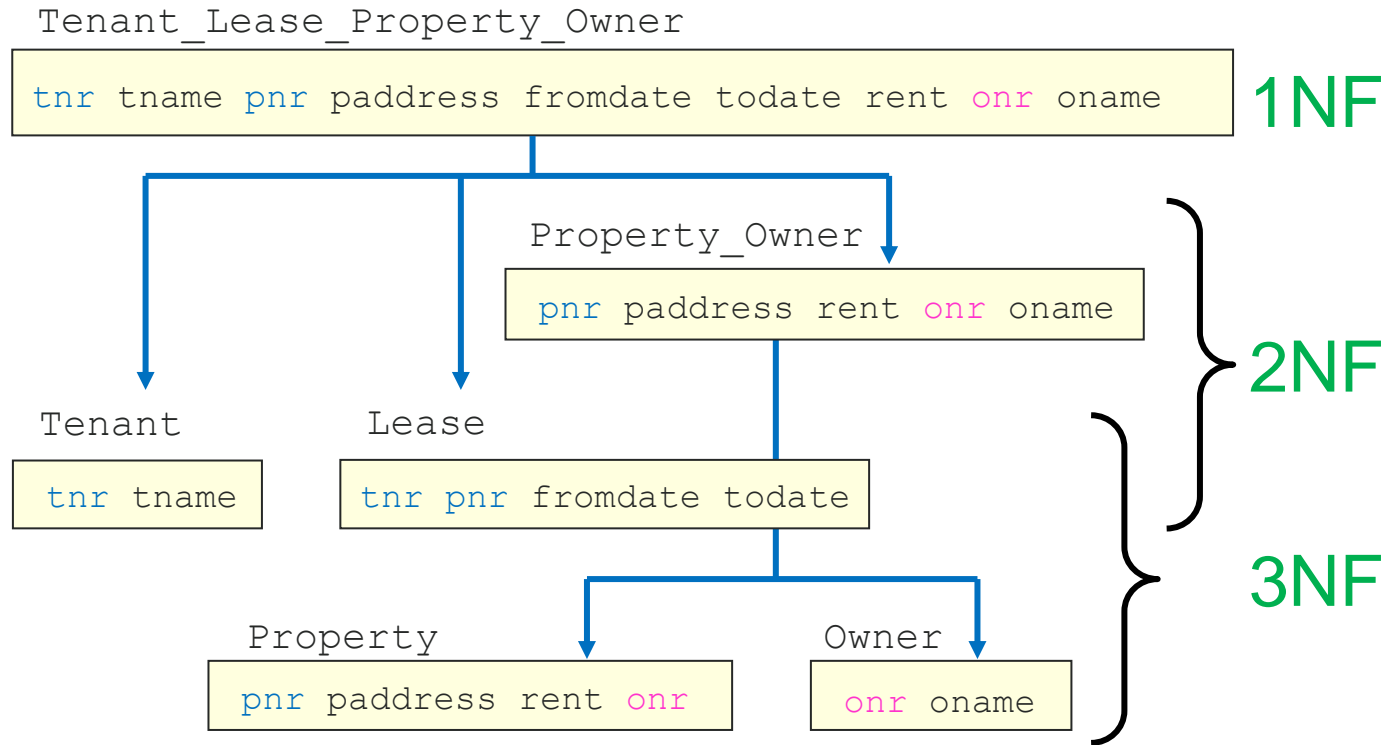 Tenant_Lease_Property_Owner
tnr tname pnr paddress fromdate todate rent onr oname
1NF
Property_Owner
pnr paddress rent onr oname
2NF
Tenant
Lease
tnr tname
tnr pnr fromdate todate
3NF
Property
Owner
pnr paddress rent onr
onr oname